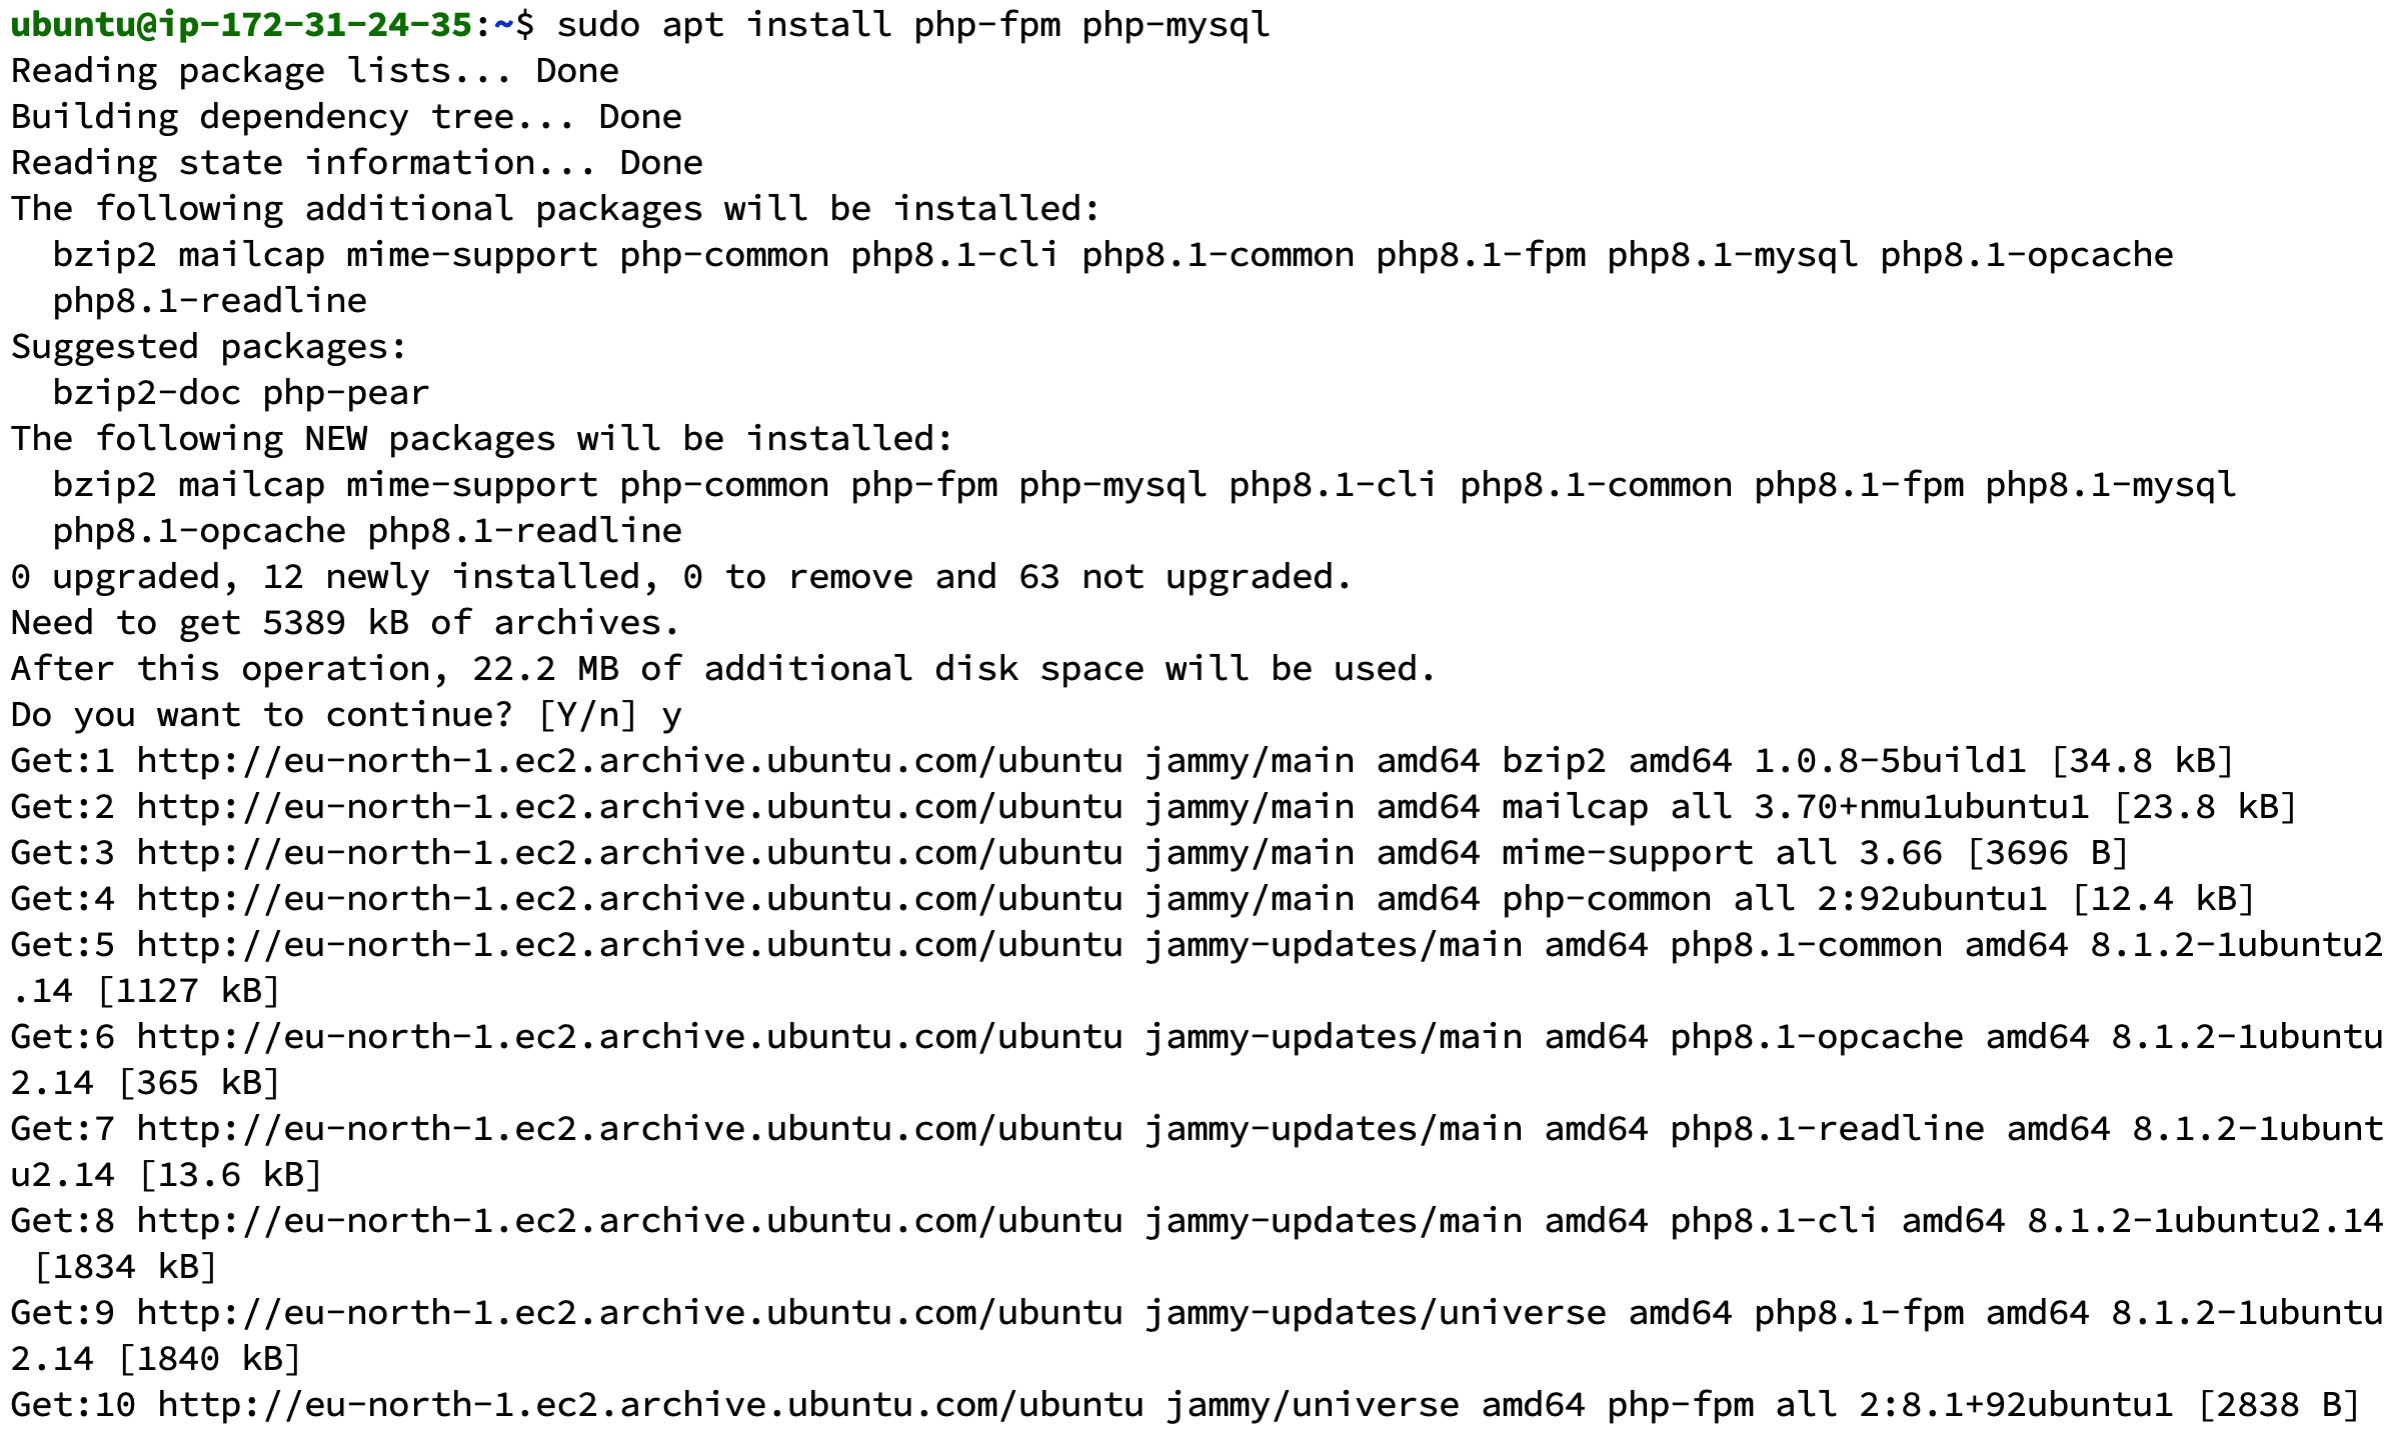 ubuntu@ip-172-31-24-35:~$ sudo apt install php-fpm php-mysql
Reading package lists... Done
Building dependency tree... Done
Reading state information... Done
The following additional packages will be installed:
  bzip2 mailcap mime-support php-common php8.1-cli php8.1-common php8.1-fpm php8.1-mysql php8.1-opcache
  php8.1-readline
Suggested packages:
  bzip2-doc php-pear
The following NEW packages will be installed:
  bzip2 mailcap mime-support php-common php-fpm php-mysql php8.1-cli php8.1-common php8.1-fpm php8.1-mysql
  php8.1-opcache php8.1-readline
0 upgraded, 12 newly installed, 0 to remove and 63 not upgraded.
Need to get 5389 kB of archives.
After this operation, 22.2 MB of additional disk space will be used.
Do you want to continue? [Y/n] y
Get:1 http://eu-north-1.ec2.archive.ubuntu.com/ubuntu jammy/main amd64 bzip2 amd64 1.0.8-5build1 [34.8 kB]
Get:2 http://eu-north-1.ec2.archive.ubuntu.com/ubuntu jammy/main amd64 mailcap all 3.70+nmu1ubuntu1 [23.8 kB]
Get:3 http://eu-north-1.ec2.archive.ubuntu.com/ubuntu jammy/main amd64 mime-support all 3.66 [3696 B]
Get:4 http://eu-north-1.ec2.archive.ubuntu.com/ubuntu jammy/main amd64 php-common all 2:92ubuntu1 [12.4 kB]
Get:5 http://eu-north-1.ec2.archive.ubuntu.com/ubuntu jammy-updates/main amd64 php8.1-common amd64 8.1.2-1ubuntu2
.14 [1127 kB]
Get:6 http://eu-north-1.ec2.archive.ubuntu.com/ubuntu jammy-updates/main amd64 php8.1-opcache amd64 8.1.2-1ubuntu
2.14 [365 kB]
Get:7 http://eu-north-1.ec2.archive.ubuntu.com/ubuntu jammy-updates/main amd64 php8.1-readline amd64 8.1.2-1ubunt
u2.14 [13.6 kB]
Get:8 http://eu-north-1.ec2.archive.ubuntu.com/ubuntu jammy-updates/main amd64 php8.1-cli amd64 8.1.2-1ubuntu2.14
 [1834 kB]
Get:9 http://eu-north-1.ec2.archive.ubuntu.com/ubuntu jammy-updates/universe amd64 php8.1-fpm amd64 8.1.2-1ubuntu
2.14 [1840 kB]
Get:10 http://eu-north-1.ec2.archive.ubuntu.com/ubuntu jammy/universe amd64 php-fpm all 2:8.1+92ubuntu1 [2838 B]